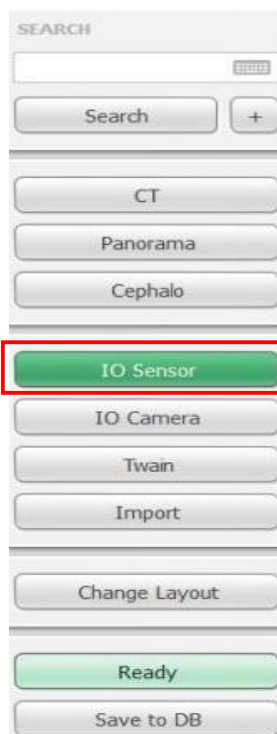 SEARCH
Search +
CT
Panorama
Cephalo
IO Sensor
IO Camera
Twain
Import
Change Layout
Ready
Save to DB